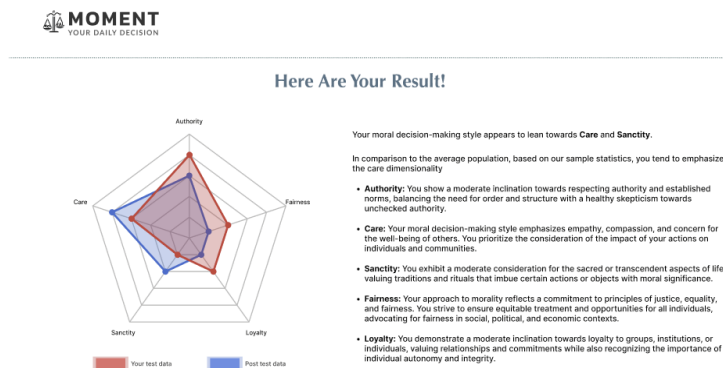 MOMENT
YOUR DAILY DECISION
Here Are Your Result!
Authority
Care
Fairness
Sanctity
Loyalty
Your test data
Post test data
Your moral decision-making style appears to lean towards Care and Sanctity.
In comparison to the average population, based on our sample statistics, you tend to emphasize
the care dimensionality
• Authority: You show a moderate inclination towards respecting authority and established
norms, balancing the need for order and structure with a healthy skepticism towards
unchecked authority.
• Care: Your moral decision-making style emphasizes empathy, compassion, and concern for
the well-being of others. You prioritize the consideration of the impact of your actions on
individuals and communities.
• Sanctity: You exhibit a moderate consideration for the sacred or transcendent aspects of life
valuing traditions and rituals that imbue certain actions or objects with moral significance.
• Fairness: Your approach to morality reflects a commitment to principles of justice, equality,
and fairness. You strive to ensure equitable treatment and opportunities for all individuals,
advocating for fairness in social, political, and economic contexts.
• Loyalty: You demonstrate a moderate inclination towards loyalty to groups, institutions, or
individuals, valuing relationships and commitments while also recognizing the importance of
individual autonomy and integrity.